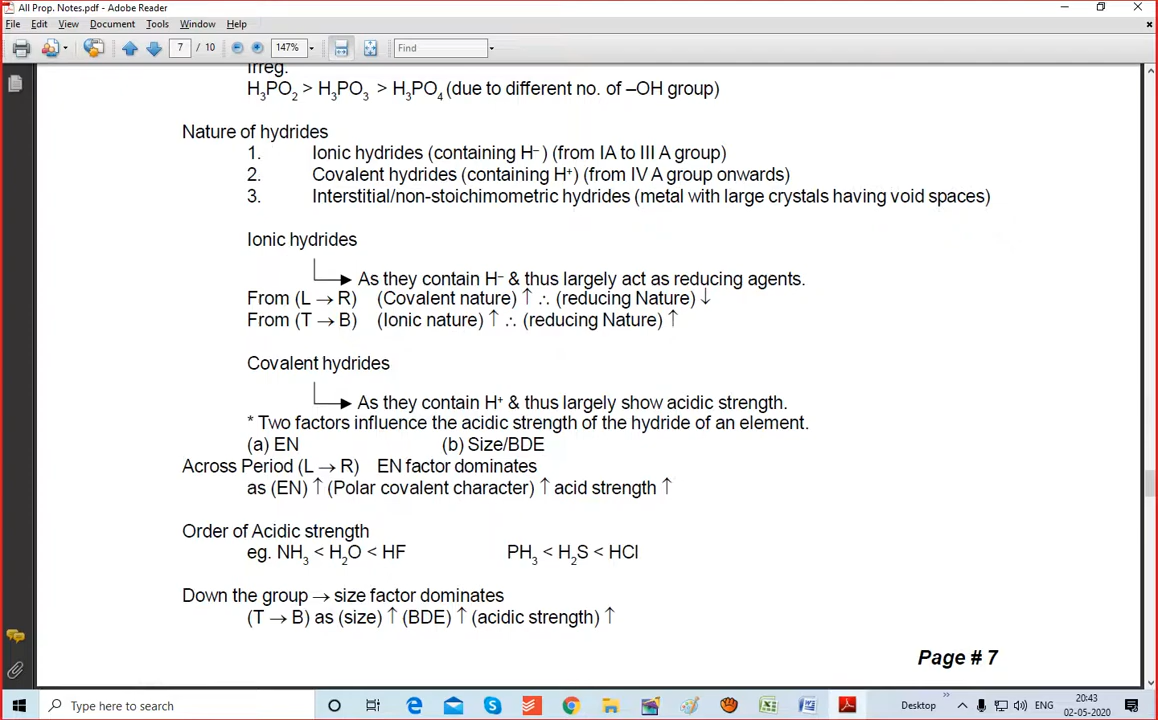 All Prop. Notes.pdf - Adobe Reader
File Edit View Document Tools Window Help
7 / 10 147% Find
Irreg.
H₃PO₂ > H₃PO₃ > H₃PO₄ (due to different no. of –OH group)
Nature of hydrides
1. Ionic hydrides (containing H⁻) (from IA to III A group)
2. Covalent hydrides (containing H⁺) (from IV A group onwards)
3. Interstitial/non-stoichimometric hydrides (metal with large crystals having void spaces)
Ionic hydrides
As they contain H⁻ & thus largely act as reducing agents.
From (L → R) (Covalent nature) ↑ ∴ (reducing Nature) ↓
From (T → B) (Ionic nature) ↑ ∴ (reducing Nature) ↑
Covalent hydrides
As they contain H⁺ & thus largely show acidic strength.
* Two factors influence the acidic strength of the hydride of an element.
(a) EN (b) Size/BDE
Across Period (L → R) EN factor dominates
as (EN) ↑ (Polar covalent character) ↑ acid strength ↑
Order of Acidic strength
eg. NH₃ < H₂O < HF PH₃ < H₂S < HCl
Down the group → size factor dominates
(T → B) as (size) ↑ (BDE) ↑ (acidic strength) ↑
Page # 7
Type here to search
Desktop ENG 20:43
02-05-2020